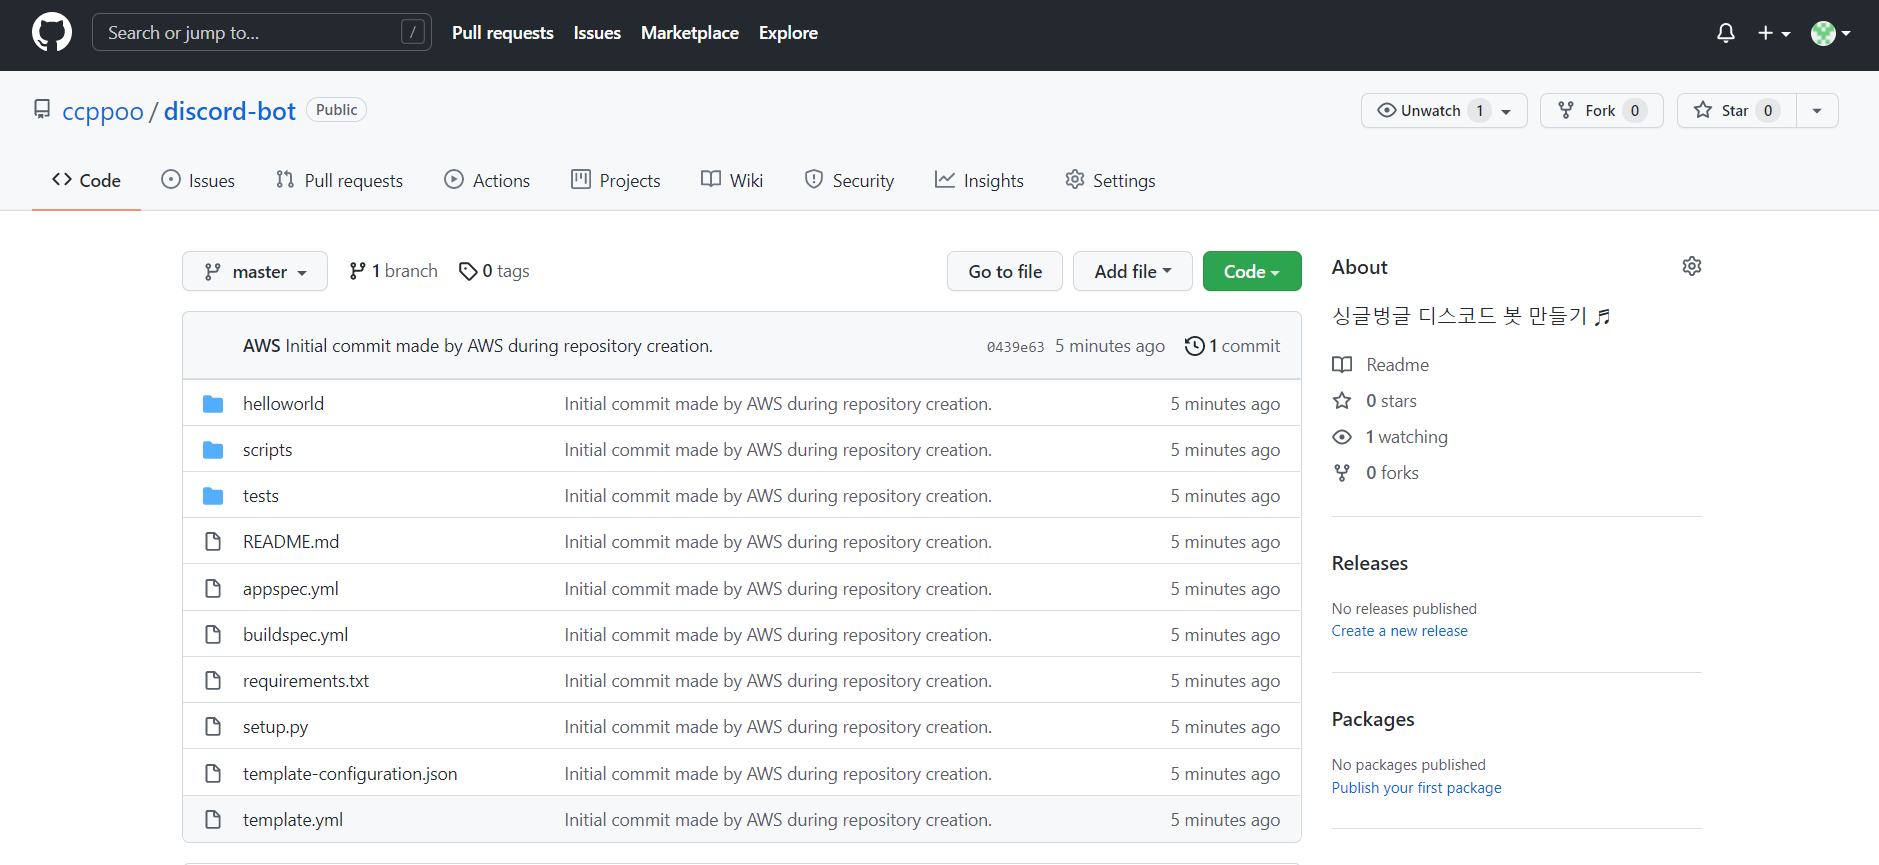 Search or jump to... / Pull requests Issues Marketplace Explore
ccppoo / discord-bot Public Unwatch 1 Fork 0 Star 0
Code Issues Pull requests Actions Projects Wiki Security Insights Settings
master 1 branch 0 tags Go to file Add file Code
AWS Initial commit made by AWS during repository creation. 0439e63 5 minutes ago 1 commit
helloworld Initial commit made by AWS during repository creation. 5 minutes ago
scripts Initial commit made by AWS during repository creation. 5 minutes ago
tests Initial commit made by AWS during repository creation. 5 minutes ago
README.md Initial commit made by AWS during repository creation. 5 minutes ago
appspec.yml Initial commit made by AWS during repository creation. 5 minutes ago
buildspec.yml Initial commit made by AWS during repository creation. 5 minutes ago
requirements.txt Initial commit made by AWS during repository creation. 5 minutes ago
setup.py Initial commit made by AWS during repository creation. 5 minutes ago
template-configuration.json Initial commit made by AWS during repository creation. 5 minutes ago
template.yml Initial commit made by AWS during repository creation. 5 minutes ago
About
싱글벙글 디스코드 봇 만들기 ♬
Readme
0 stars
1 watching
0 forks
Releases
No releases published
Create a new release
Packages
No packages published
Publish your first package